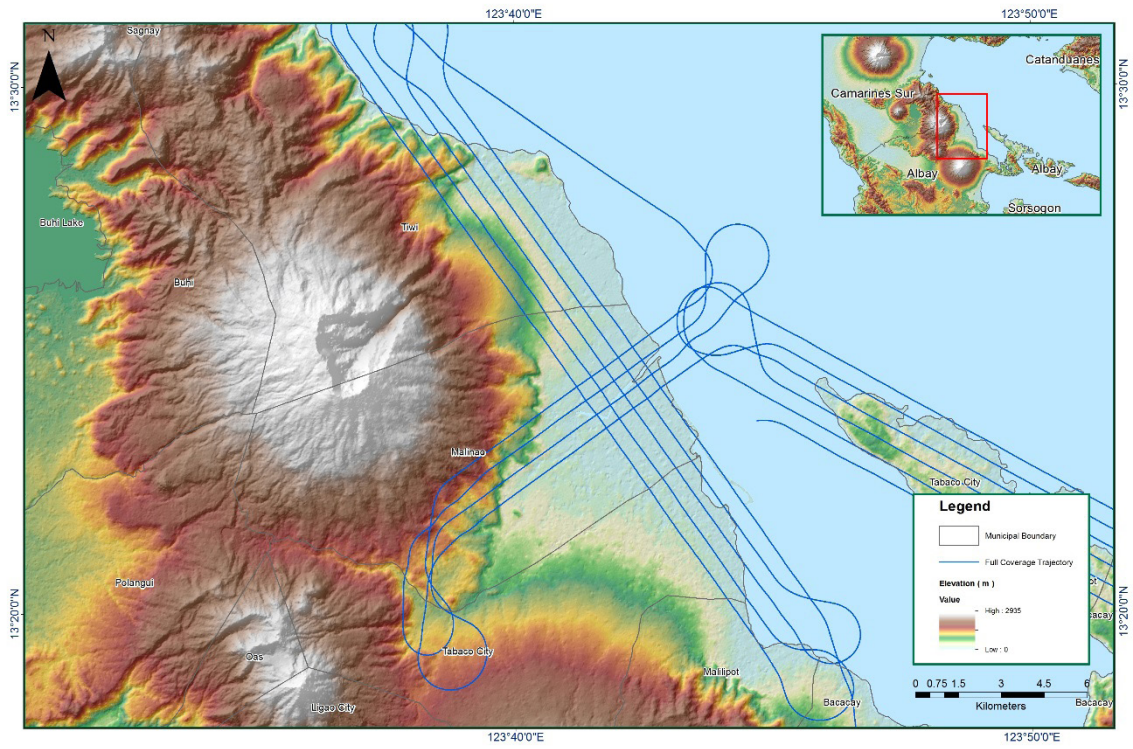 123°40'0"E
123°50'0"E
Sagnay
N
13°30'0"N
13°30'0"N
Catanduanes
Camarines Sur
Albay
Albay
Sorsogon
Buhi Lake
Tiwi
Buhi
Malinao
Tabaco City
Legend
Municipal Boundary
Full Coverage Trajectory
Elevation ( m )
Value
High : 2935
Low : 0
Polangui
13°20'0"N
13°20'0"N
Oas
Tabaco City
Malilipot
Ligao City
Bacacay
Bacacay
0 0.75 1.5 3 4.5 6
Kilometers
123°40'0"E
123°50'0"E